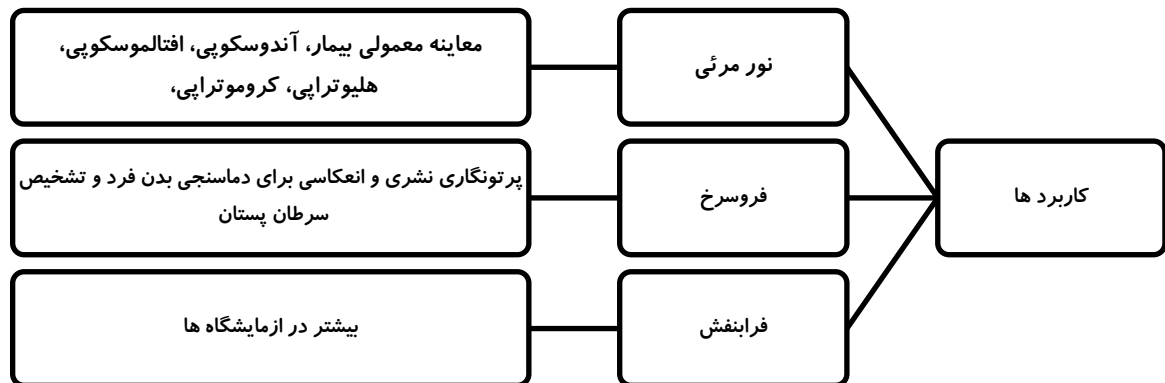 کاربرد ها
نور مرئی
معاینه معمولی بیمار، آندوسکوپی، افتالموسکوپی،
هلیوتراپی، کروموتراپی،
فروسرخ
پرتونگاری نشری و انعکاسی برای دماسنجی بدن فرد و تشخیص
سرطان پستان
فرابنفش
بیشتر در ازمایشگاه ها